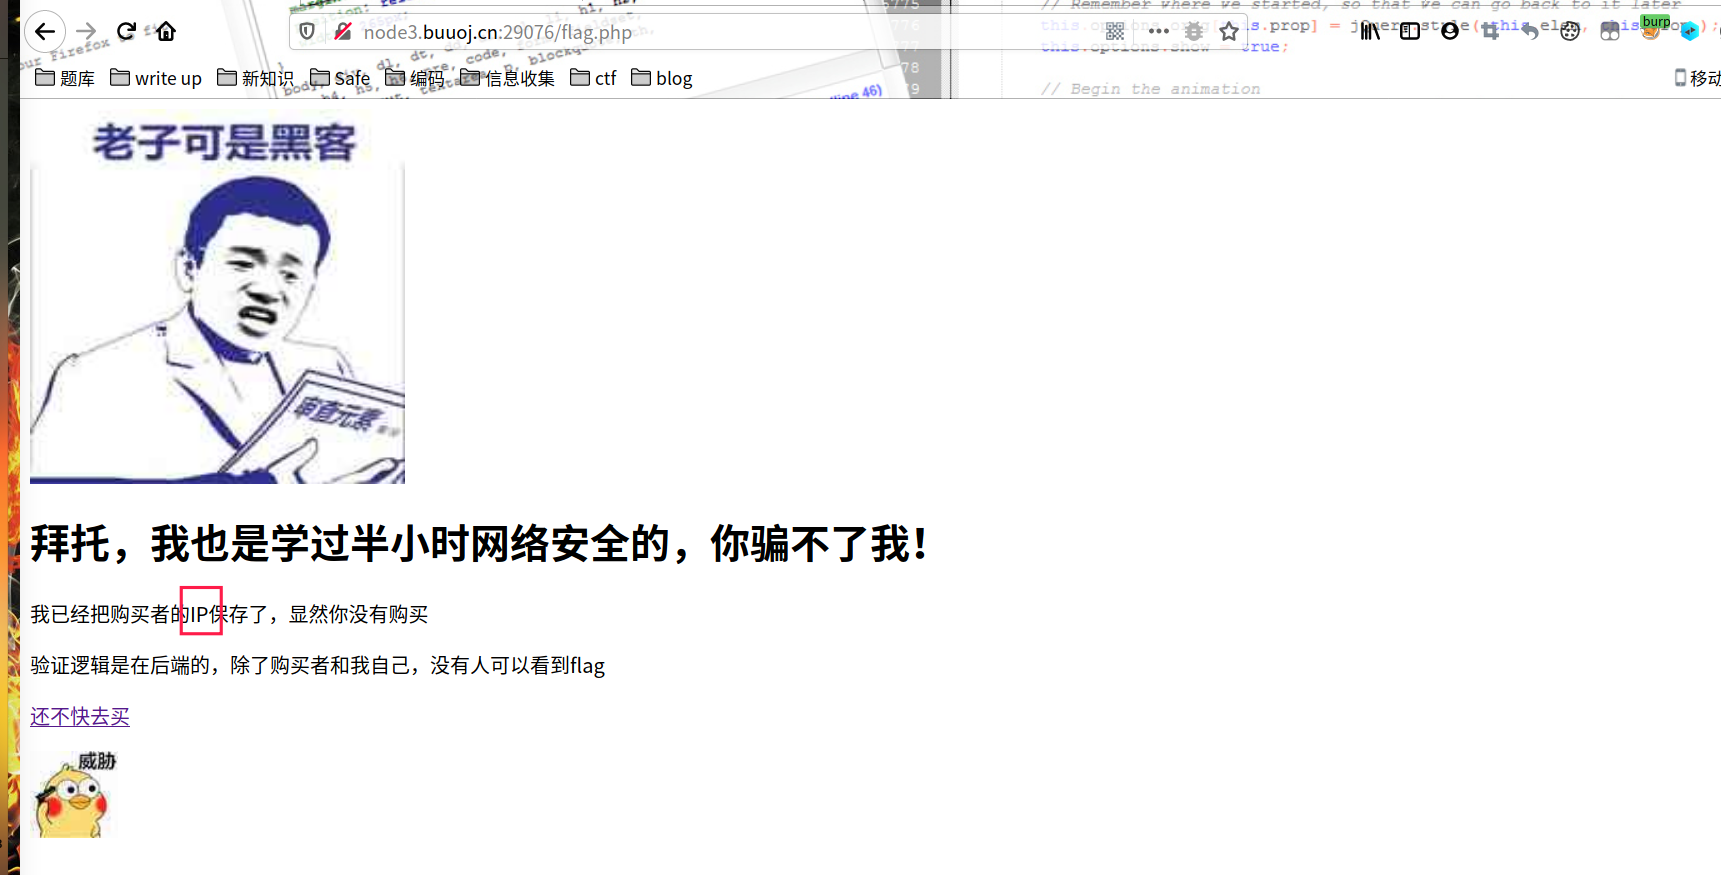 node3.buuoj.cn:29076/flag.php
burp
题库 write up 新知识 Safe 编码 信息收集 ctf blog
移动
// Remember where we started, so that we can go back to it later
// Begin the animation
老子可是黑客
审查元素
拜托，我也是学过半小时网络安全的，你骗不了我！
我已经把购买者的IP保存了，显然你没有购买
验证逻辑是在后端的，除了购买者和我自己，没有人可以看到flag
还不快去买
威胁